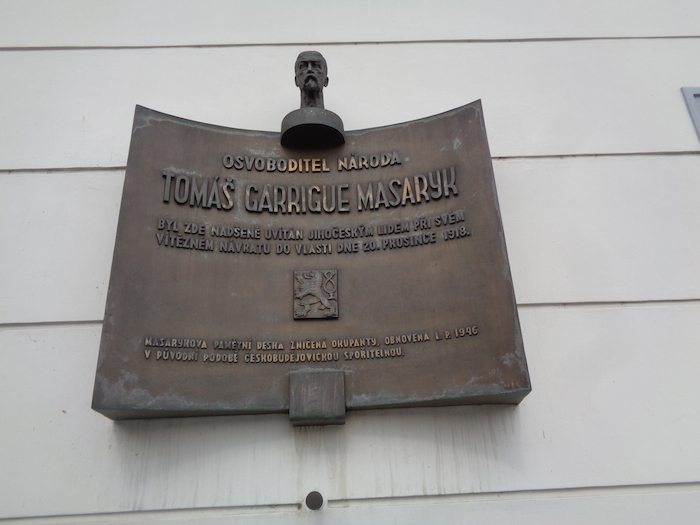 OSVOBODITEL NÁRODA
TOMÁŠ GARRIGUE MASARYK
BYL ZDE NADŠENĚ UVÍTÁN JIHOČESKÝM LIDEM PŘI SVÉM
VÍTĚZNÉM NÁVRATU DO VLASTI DNE 20. PROSINCE 1918.
MASARYKOVA PAMĚTNÍ DESKA ZNIČENA OKUPANTY, OBNOVENA L. P. 1946
V PŮVODNÍ PODOBĚ ČESKOBUDĚJOVICKOU SPOŘITELNOU.